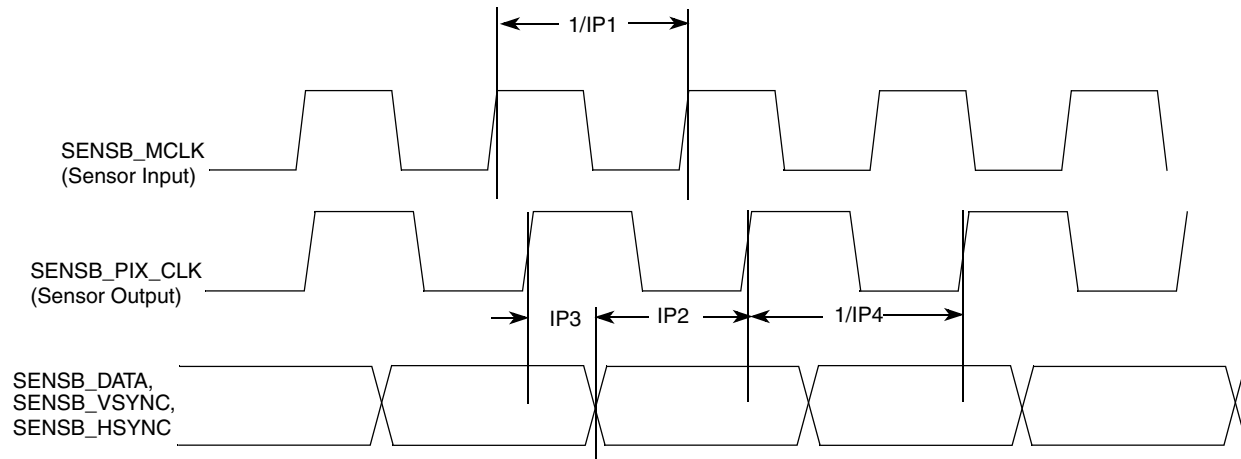 1/IP1
SENSB_MCLK
(Sensor Input)
SENSB_PIX_CLK
(Sensor Output)
IP3
IP2
1/IP4
SENSB_DATA,
SENSB_VSYNC,
SENSB_HSYNC